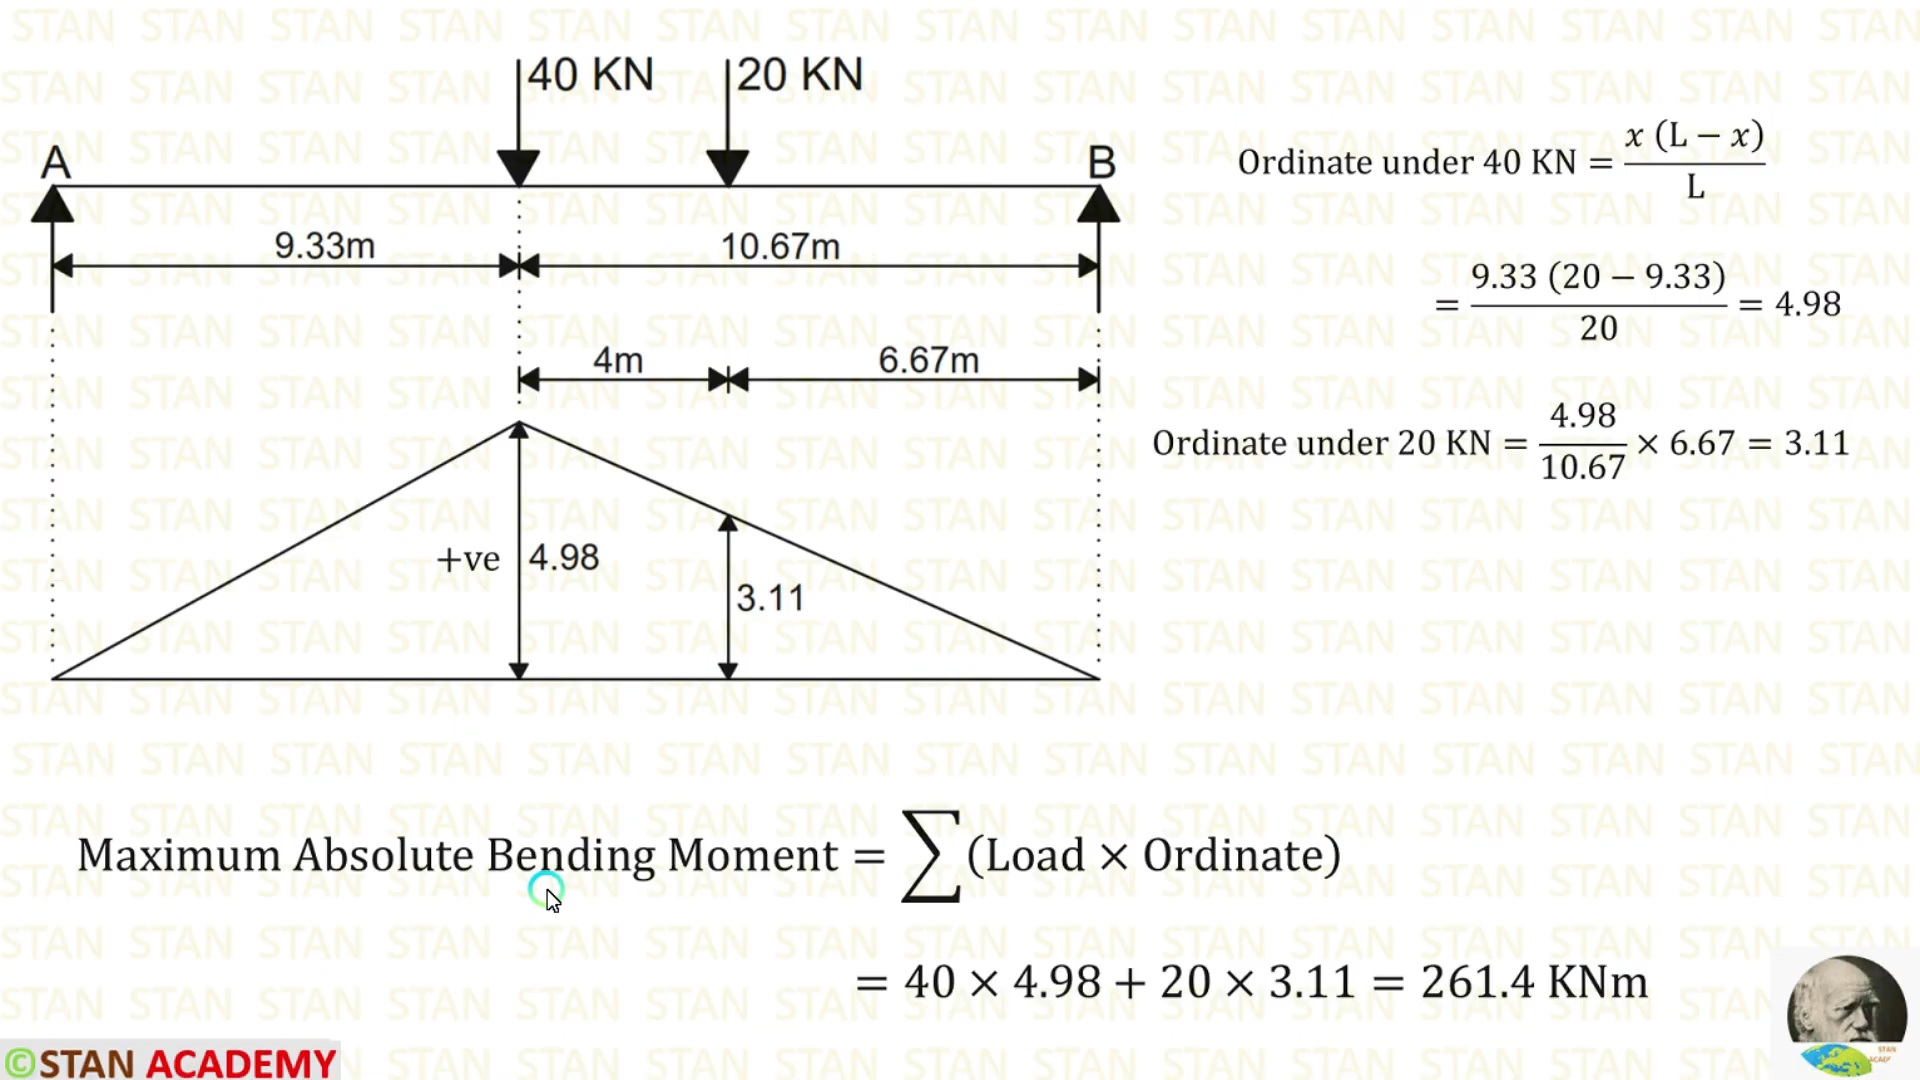 40 KN
20 KN
A
B
9.33m
10.67m
4m
6.67m
+ve
4.98
3.11
Ordinate under 40 KN = x (L − x) / L
= 9.33 (20 − 9.33) / 20 = 4.98
Ordinate under 20 KN = 4.98 / 10.67 × 6.67 = 3.11
Maximum Absolute Bending Moment = ∑(Load × Ordinate)
= 40 × 4.98 + 20 × 3.11 = 261.4 KNm
©STAN ACADEMY